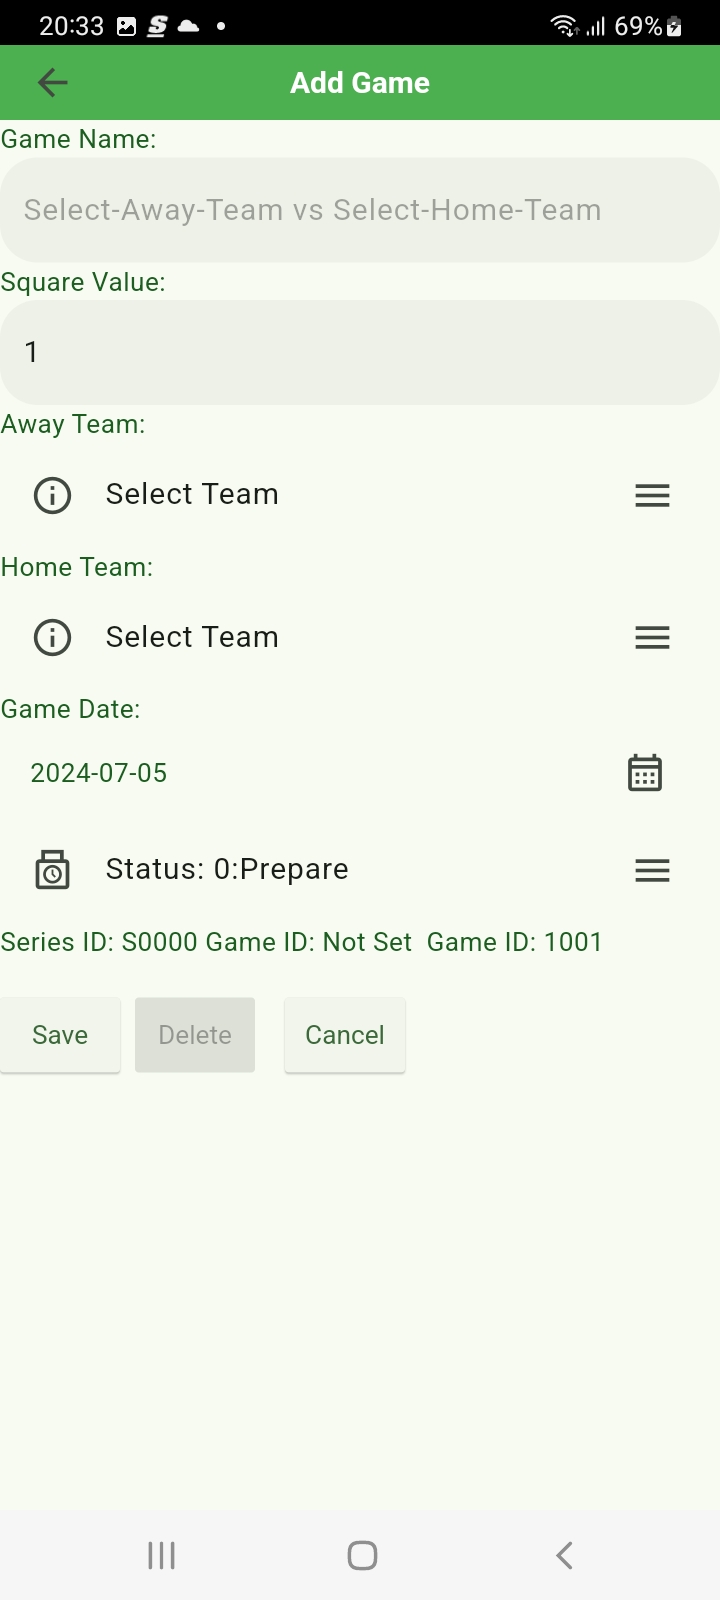 20:33 S 69%
Add Game
Game Name:
Select-Away-Team vs Select-Home-Team
Square Value:
1
Away Team:
Select Team
Home Team:
Select Team
Game Date:
2024-07-05
Status: 0:Prepare
Series ID: S0000 Game ID: Not Set  Game ID: 1001
Save Delete Cancel